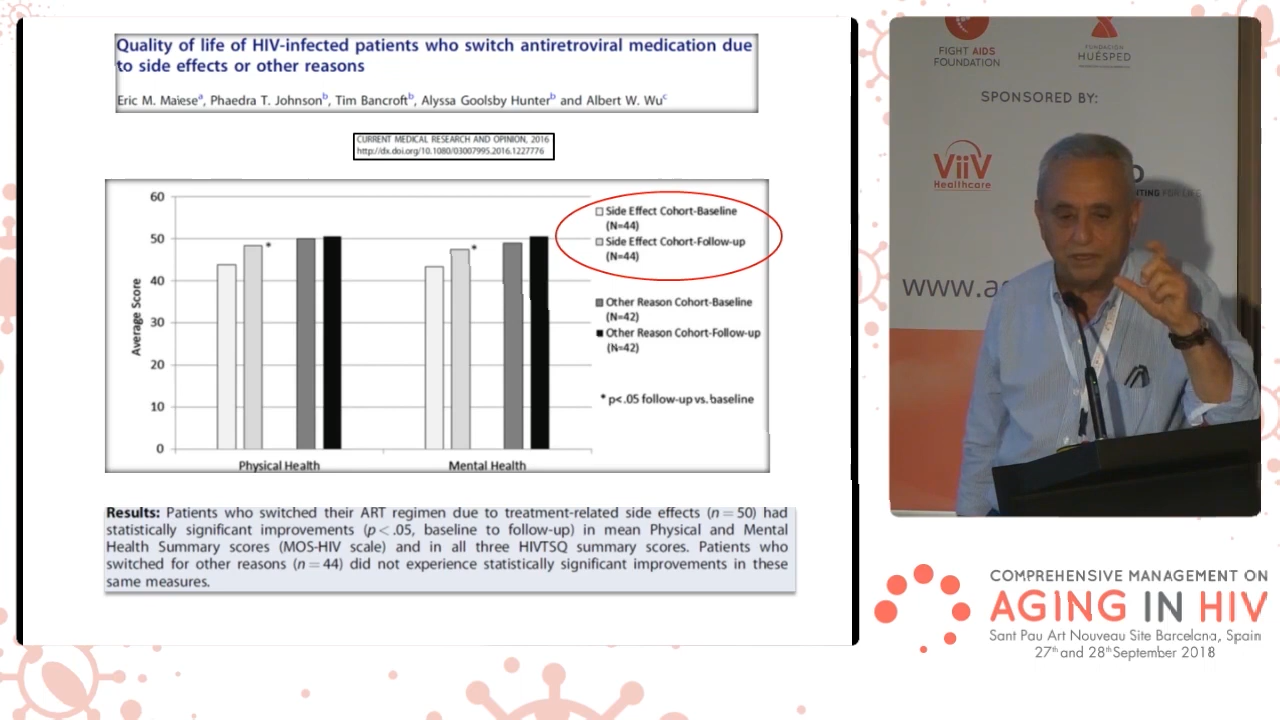 Quality of life of HIV-infected patients who switch antiretroviral medication due
to side effects or other reasons
Eric M. Maiese^a, Phaedra T. Johnson^b, Tim Bancroft^b, Alyssa Goolsby Hunter^b and Albert W. Wu^c
CURRENT MEDICAL RESEARCH AND OPINION, 2016
http://dx.doi.org/10.1080/03007995.2016.1227776
60
50
40
30
20
10
0
Average Score
*
*
Physical Health
Mental Health
Side Effect Cohort-Baseline
(N=44)
Side Effect Cohort-Follow-up
(N=44)
Other Reason Cohort-Baseline
(N=42)
Other Reason Cohort-Follow-up
(N=42)
* p<.05 follow-up vs. baseline
Results: Patients who switched their ART regimen due to treatment-related side effects (n = 50) had
statistically significant improvements (p < .05, baseline to follow-up) in mean Physical and Mental
Health Summary scores (MOS-HIV scale) and in all three HIVTSQ summary scores. Patients who
switched for other reasons (n = 44) did not experience statistically significant improvements in these
same measures.
FIGHT AIDS
FOUNDATION
FUNDACIÓN
HUÉSPED
SPONSORED BY:
ViiV
Healthcare
www.a
COMPREHENSIVE MANAGEMENT ON
AGING IN HIV
Sant Pau Art Nouveau Site Barcelona, Spain
27th and 28th September 2018